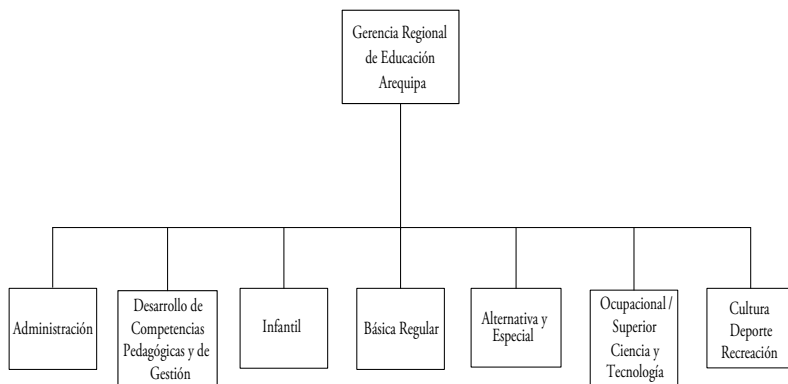 Gerencia Regional
de Educación
Arequipa
Administración
Desarrollo de
Competencias
Pedagógicas y de
Gestión
Infantil
Básica Regular
Alternativa y
Especial
Ocupacional /
Superior
Ciencia y
Tecnología
Cultura
Deporte
Recreación